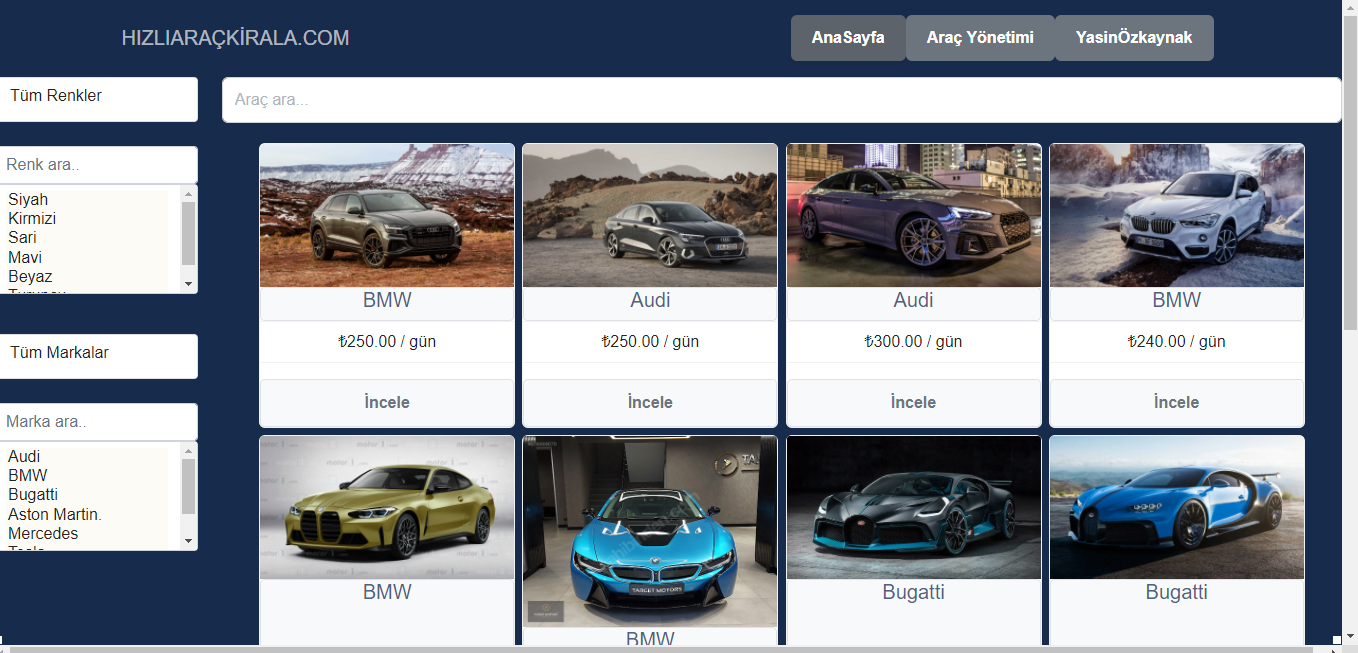 HIZLIARAÇKİRALA.COM
AnaSayfa
Araç Yönetimi
YasinÖzkaynak
Tüm Renkler
Araç ara...
Renk ara..
Siyah
Kirmizi
Sari
Mavi
Beyaz
Tüm Markalar
Marka ara..
Audi
BMW
Bugatti
Aston Martin.
Mercedes
BMW
Audi
Audi
BMW
₺250.00 / gün
₺250.00 / gün
₺300.00 / gün
₺240.00 / gün
İncele
İncele
İncele
İncele
TARGET MOTORS
BMW
BMW
Bugatti
Bugatti